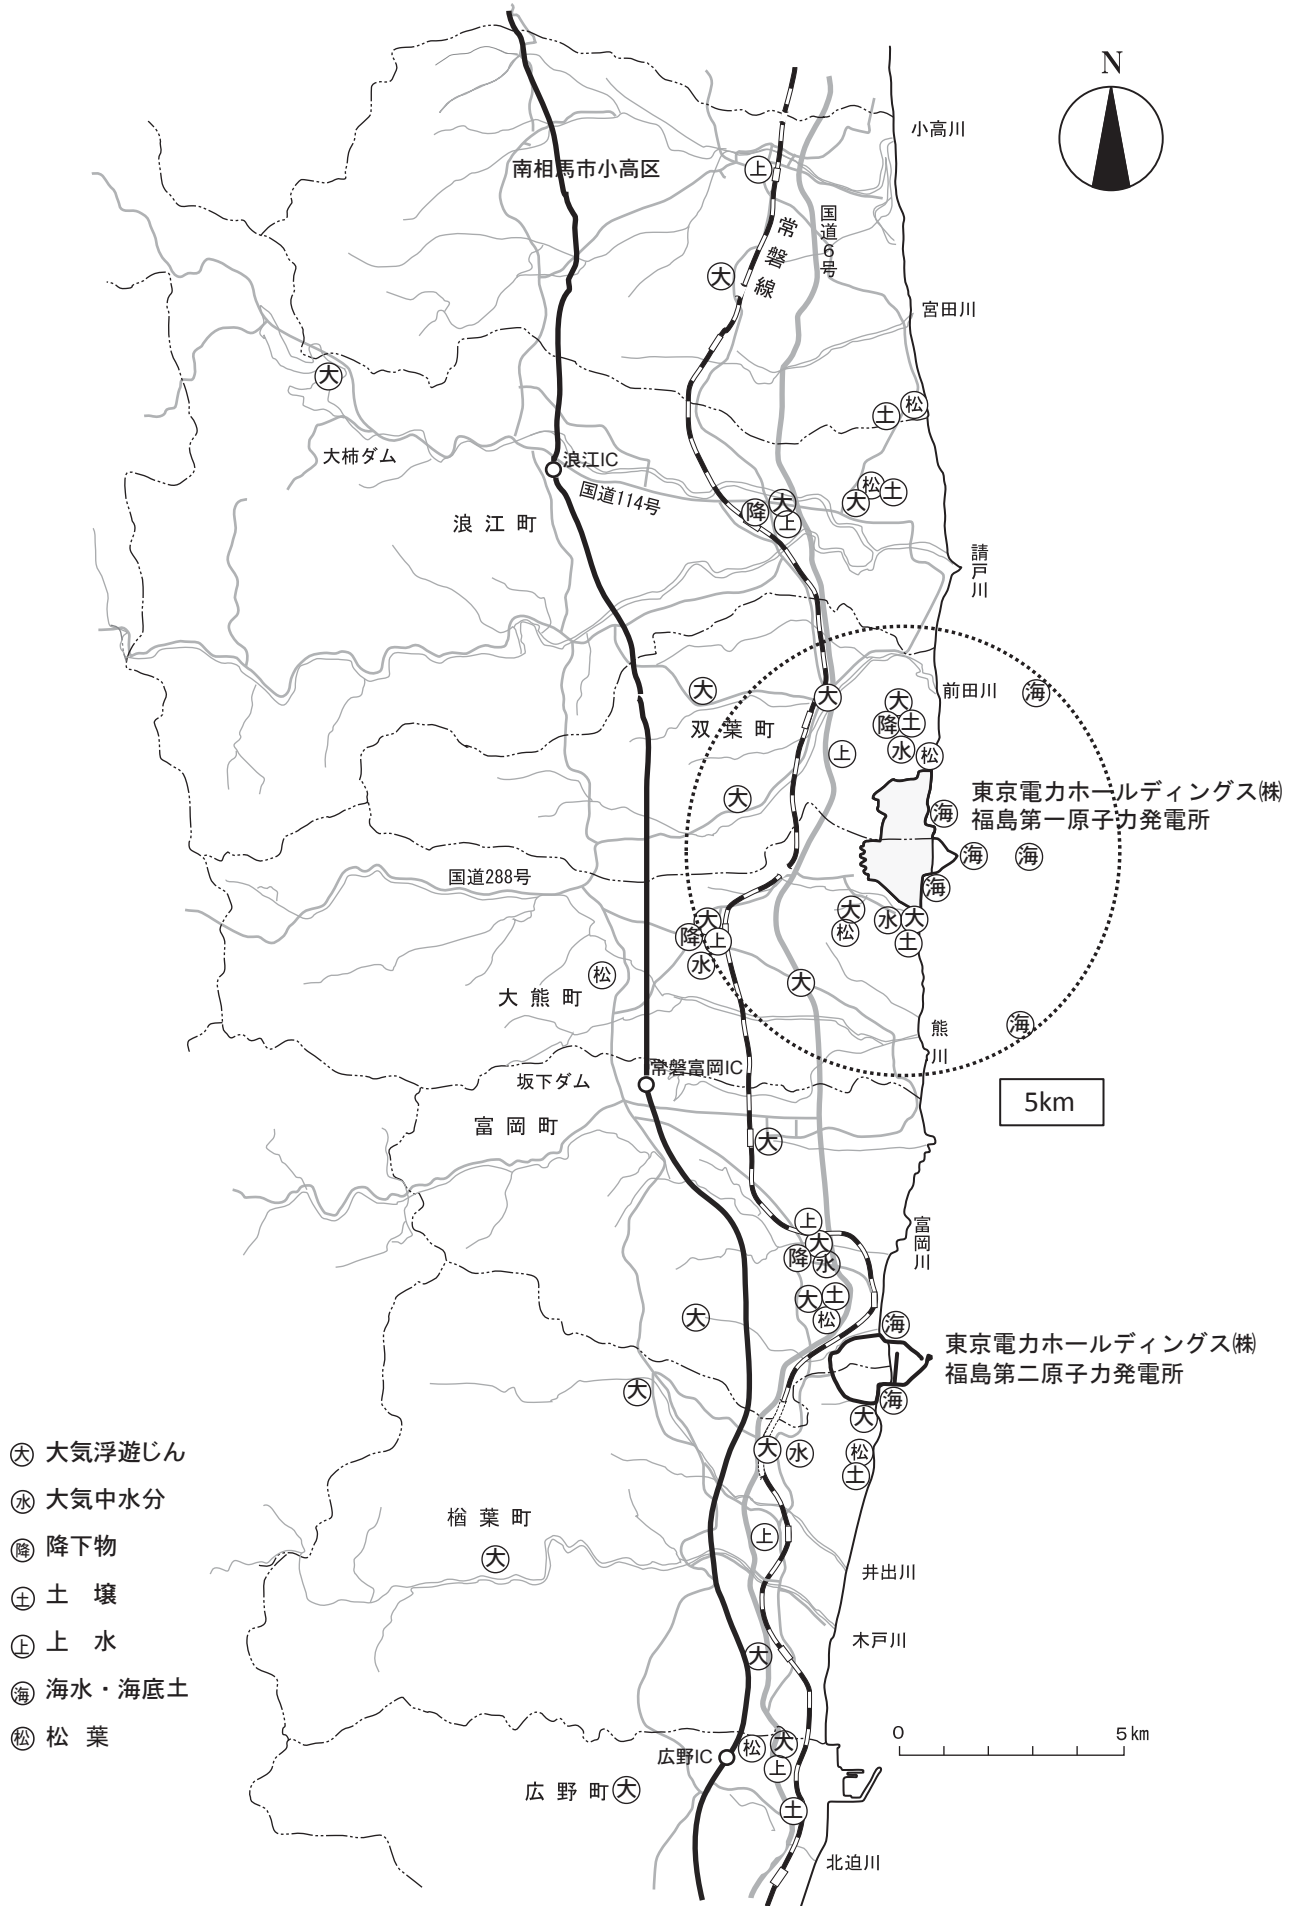 N
小高川
南相馬市小高区
上
国道6号
常磐線
大
宮田川
大
松
土
大柿ダム
浪江IC
国道114号
松
土
大
大
降
上
浪江町
請戸川
前田川
海
大
大
大
降
土
双葉町
上
水
松
大
東京電力ホールディングス㈱
福島第一原子力発電所
海
海
海
国道288号
海
大
松
水
大
土
大
降
上
水
松
大
大熊町
海
熊川
常磐富岡IC
坂下ダム
5km
富岡町
大
上
大
降
水
富岡川
大
土
松
大
海
東京電力ホールディングス㈱
福島第二原子力発電所
大
海
大
大
水
松
土
大 大気浮遊じん
水 大気中水分
降 降下物
土 土 壌
上 上 水
海 海水・海底土
松 松 葉
楢葉町
大
上
井出川
木戸川
大
0 5km
広野IC
松
大
上
広野町
大
土
北迫川